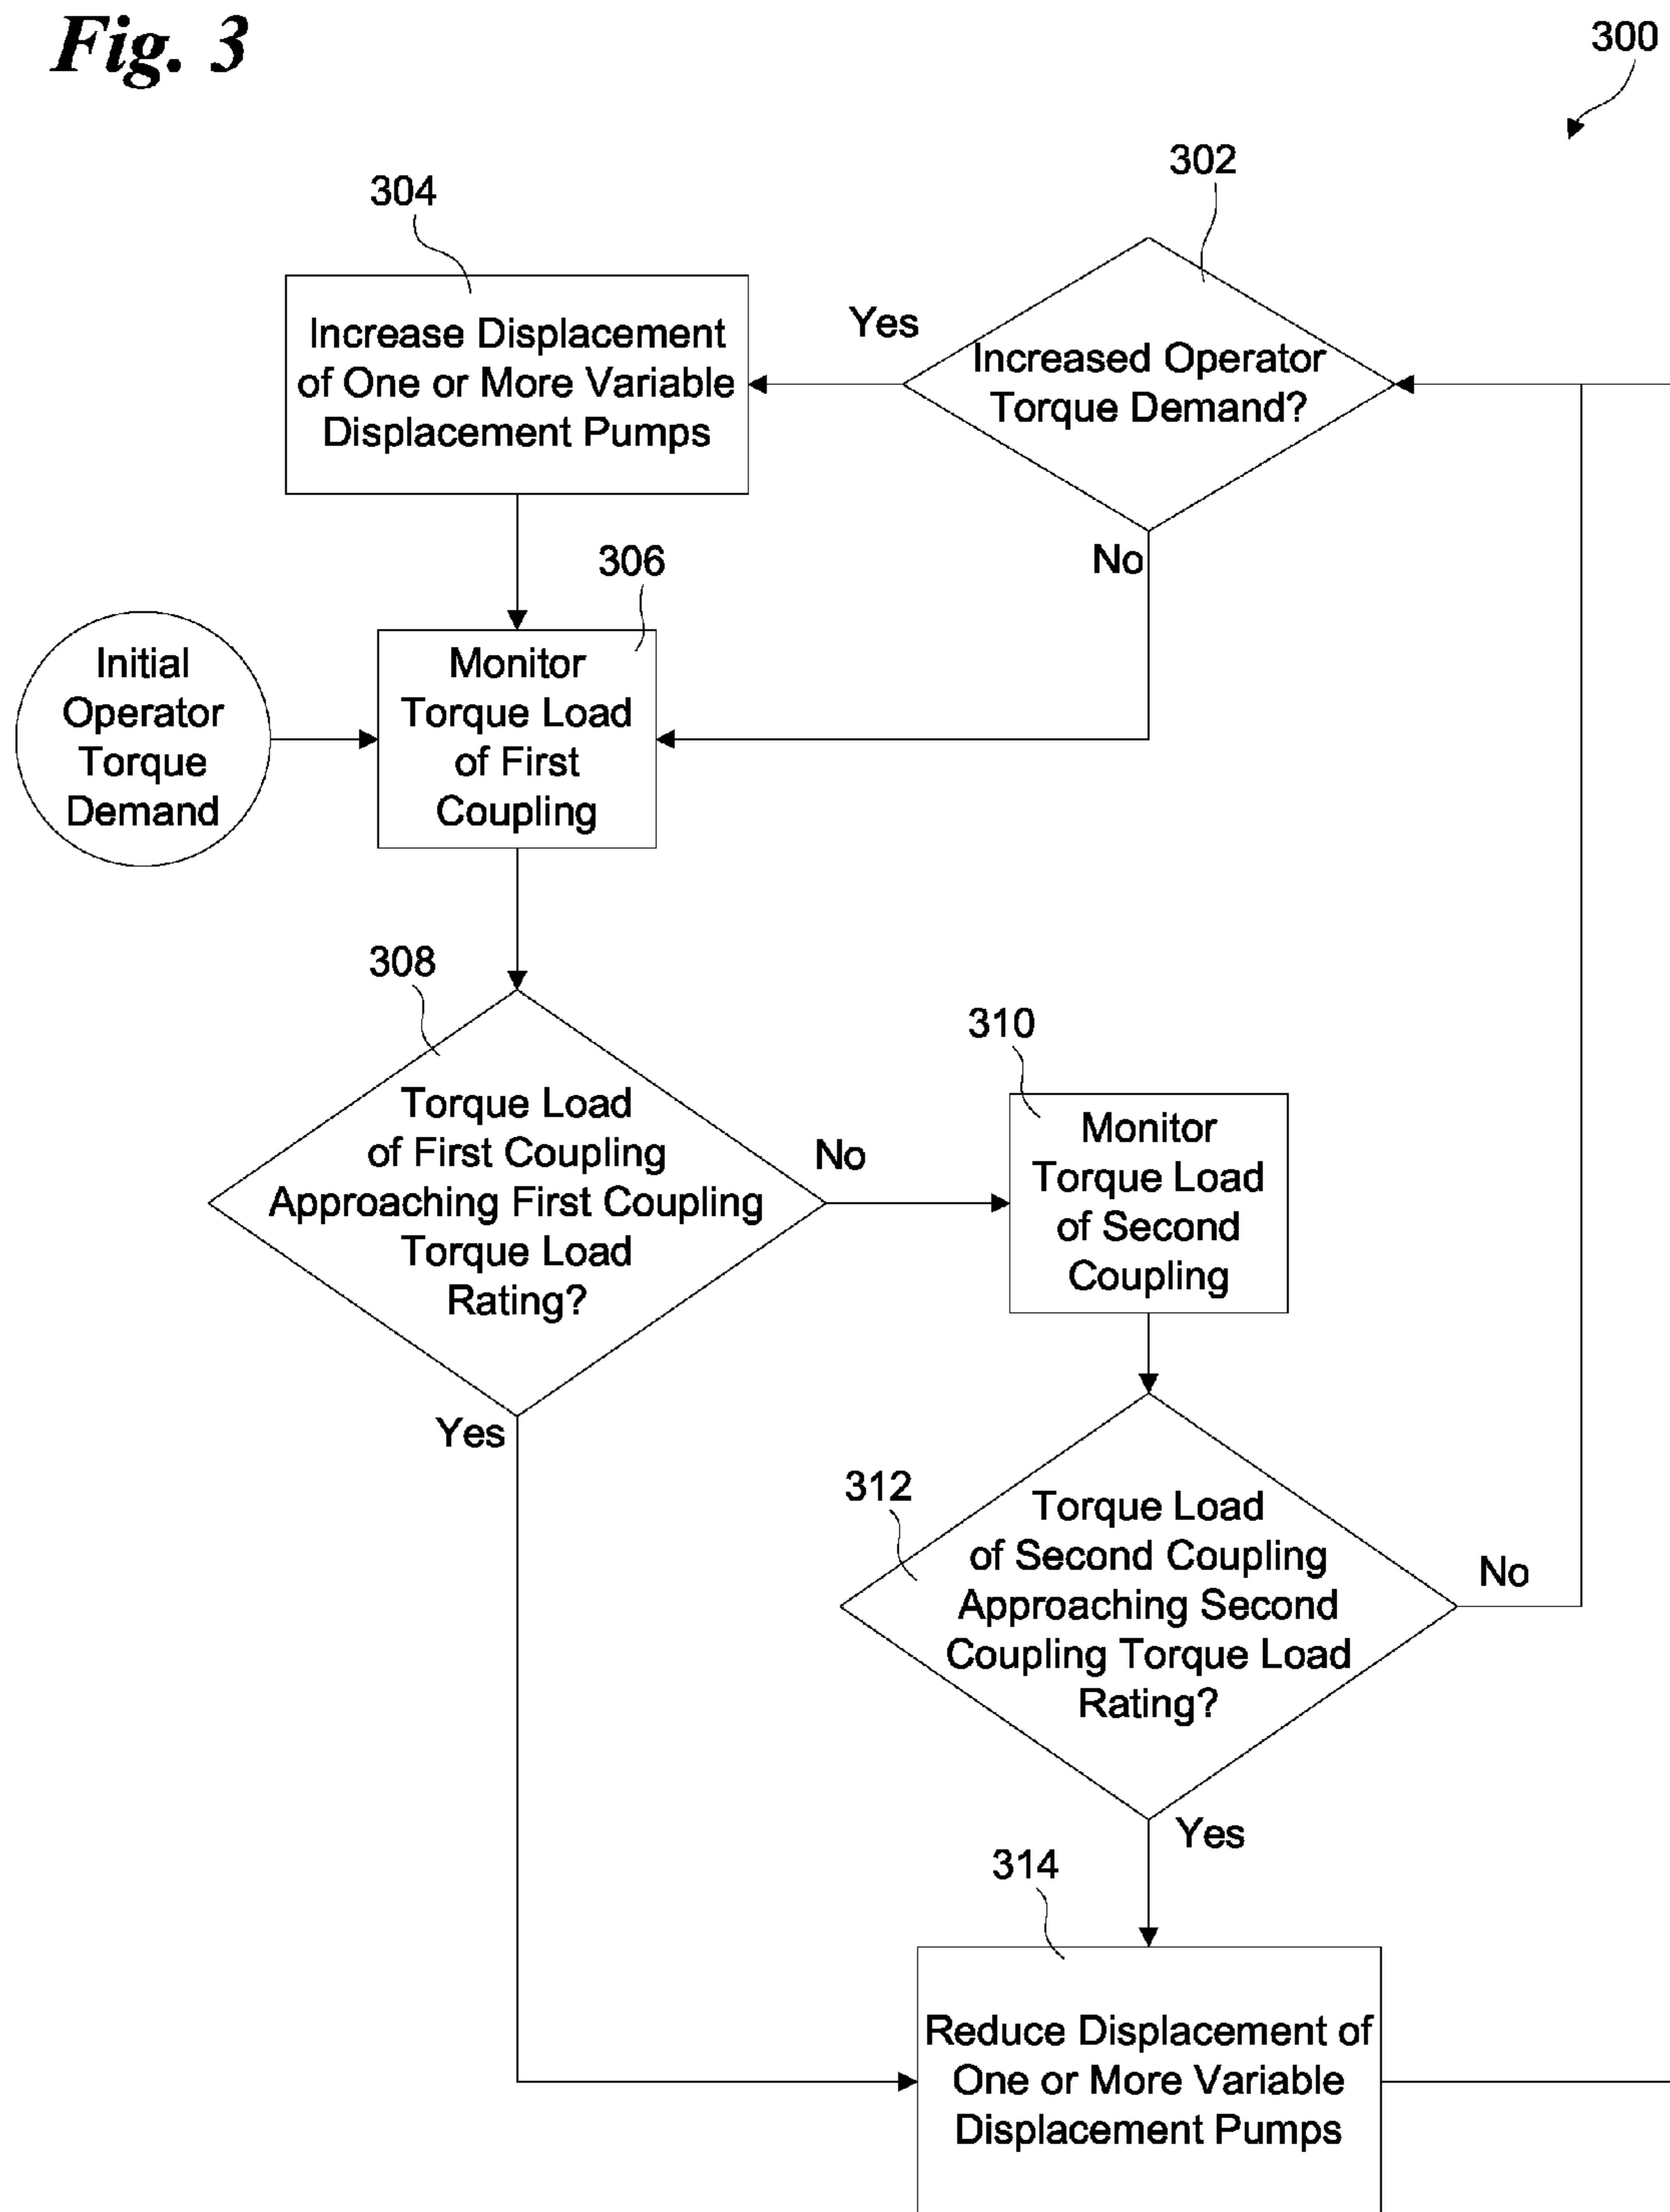 Fig. 3
300
302
304
Increase Displacement
of One or More Variable
Displacement Pumps
Yes
Increased Operator
Torque Demand?
No
306
Initial
Operator
Torque
Demand
Monitor
Torque Load
of First
Coupling
308
Torque Load
of First Coupling
Approaching First Coupling
Torque Load
Rating?
No
Yes
310
Monitor
Torque Load
of Second
Coupling
312
Torque Load
of Second Coupling
Approaching Second
Coupling Torque Load
Rating?
No
Yes
314
Reduce Displacement of
One or More Variable
Displacement Pumps